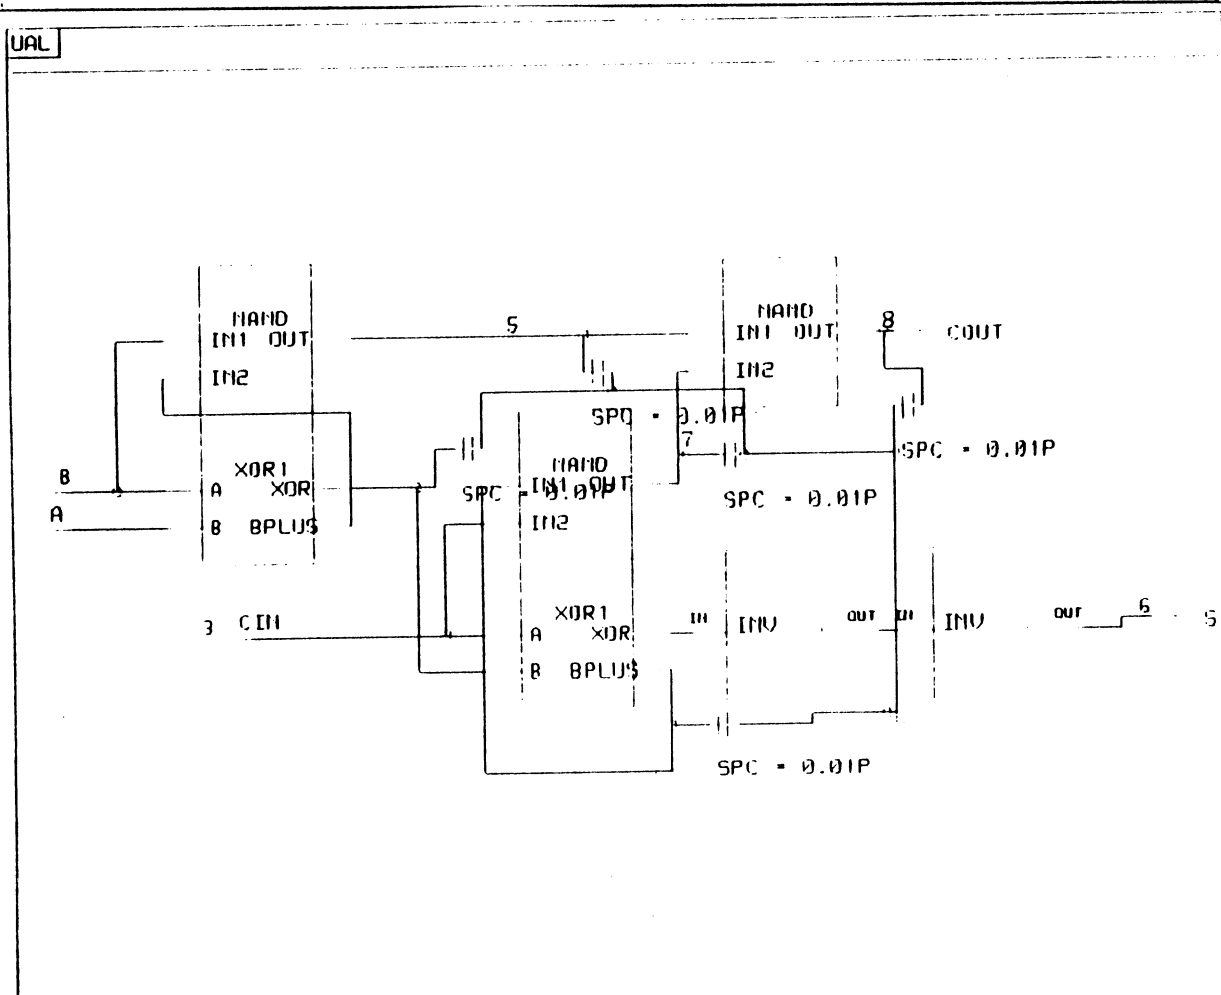 UAL
NAND
IN1 OUT
IN2
5
NAND
IN1 OUT
IN2
8
COUT
SPC = 0.01P
7
B
XOR1
A XOR
A
B BPLUS
SPC = 0.01P
NAND
IN1 OUT
IN2
SPC = 0.01P
SPC = 0.01P
3 CIN
XOR1
A XOR
B BPLUS
IN
INV
OUT
IN
INV
OUT
6
S
SPC = 0.01P